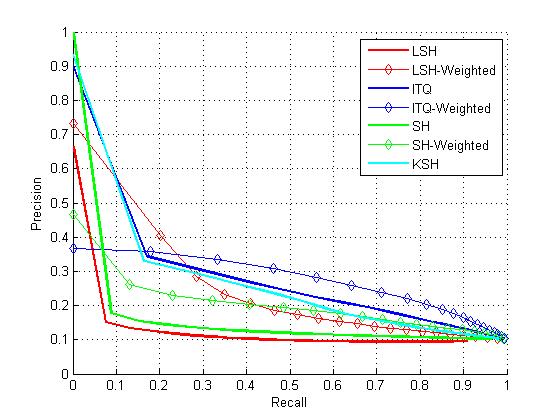 1
0.9
0.8
0.7
0.6
0.5
0.4
0.3
0.2
0.1
0
Precision
0 0.1 0.2 0.3 0.4 0.5 0.6 0.7 0.8 0.9 1
Recall
LSH
LSH-Weighted
ITQ
ITQ-Weighted
SH
SH-Weighted
KSH